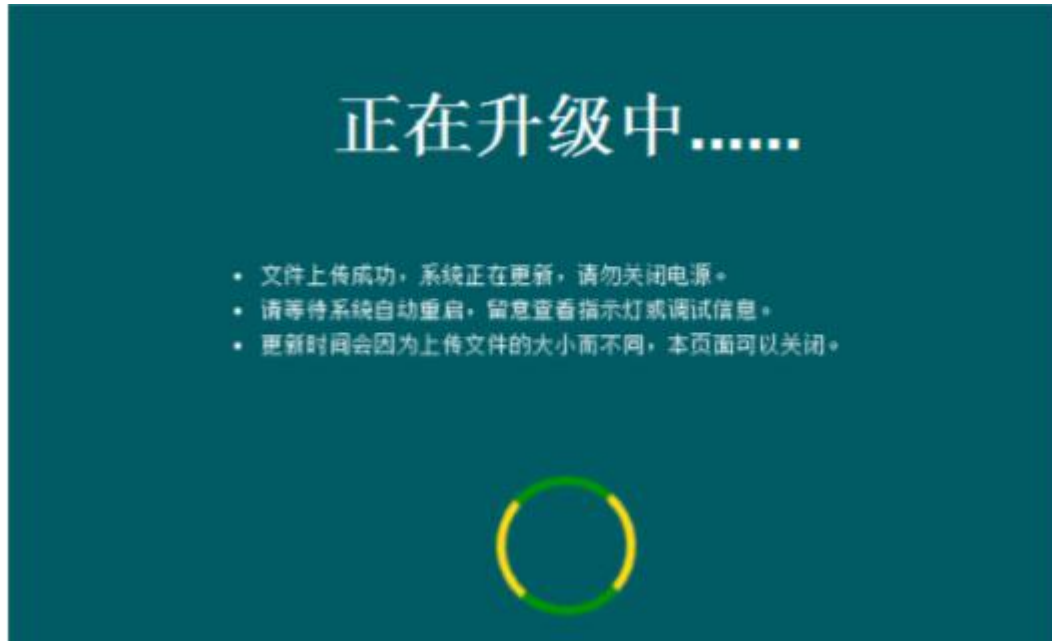 正在升级中......
• 文件上传成功，系统正在更新，请勿关闭电源。
• 请等待系统自动重启，留意查看指示灯或调试信息。
• 更新时间会因为上传文件的大小而不同，本页面可以关闭。